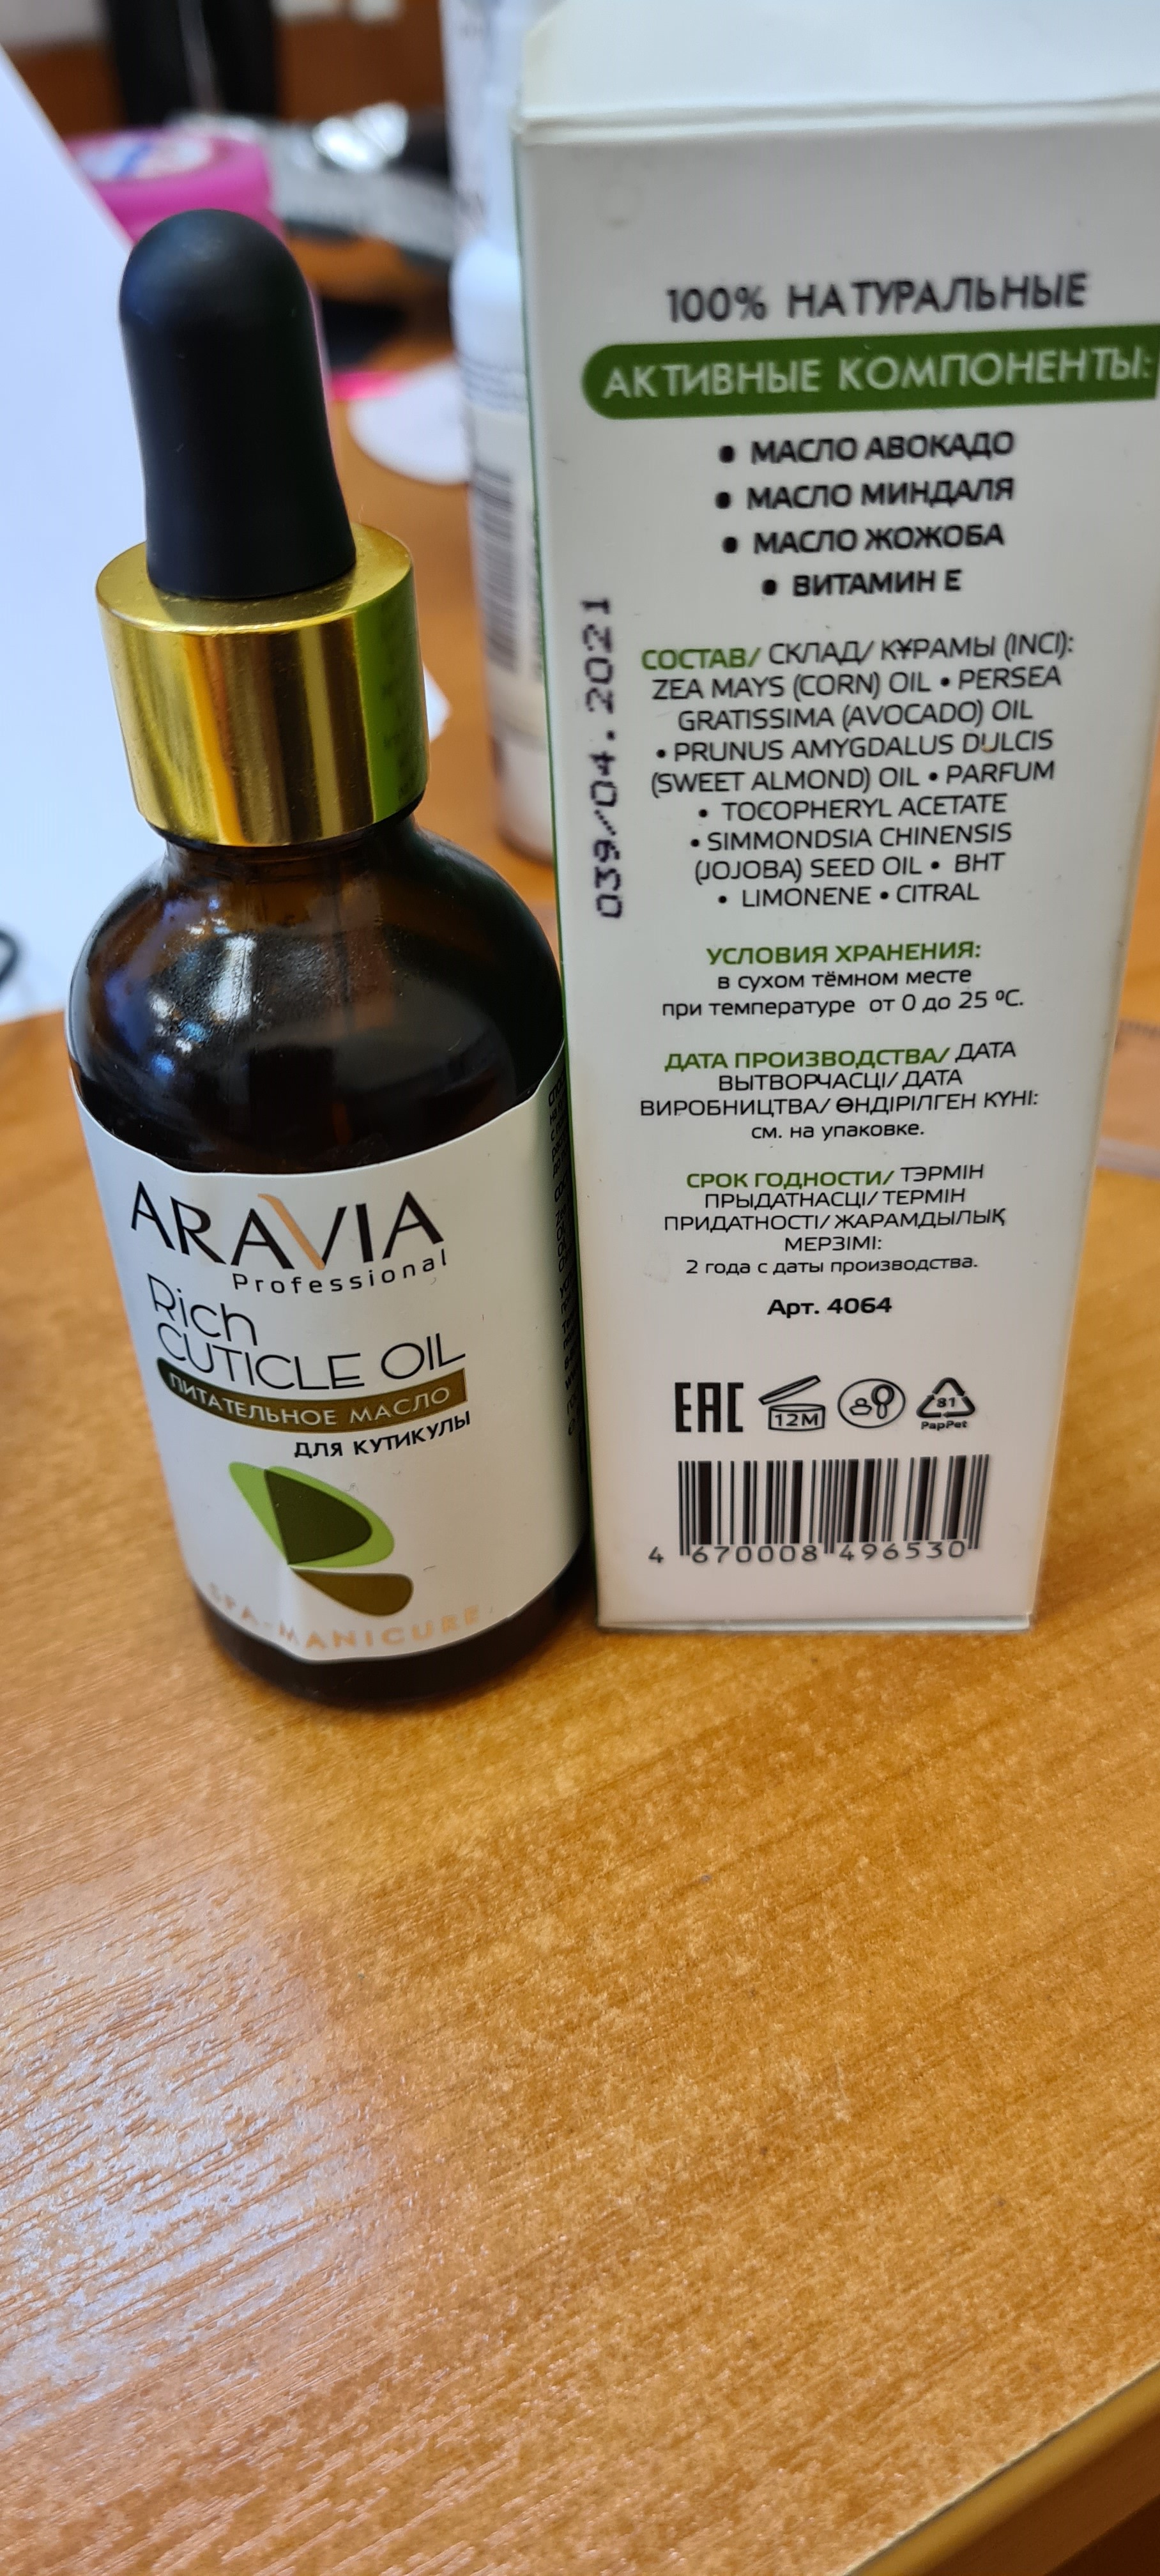 ARAVIA
Professional
Rich
CUTICLE OIL
ПИТАТЕЛЬНОЕ МАСЛО
ДЛЯ КУТИКУЛЫ
SPA-MANICURE
100% НАТУРАЛЬНЫЕ
АКТИВНЫЕ КОМПОНЕНТЫ:
• МАСЛО АВОКАДО
• МАСЛО МИНДАЛЯ
• МАСЛО ЖОЖОБА
• ВИТАМИН Е
039/04.2021
СОСТАВ/ СКЛАД/ ҚҰРАМЫ (INCI):
ZEA MAYS (CORN) OIL • PERSEA
GRATISSIMA (AVOCADO) OIL
• PRUNUS AMYGDALUS DULCIS
(SWEET ALMOND) OIL • PARFUM
• TOCOPHERYL ACETATE
• SIMMONDSIA CHINENSIS
(JOJOBA) SEED OIL • BHT
• LIMONENE • CITRAL
УСЛОВИЯ ХРАНЕНИЯ:
в сухом тёмном месте
при температуре от 0 до 25 ºС.
ДАТА ПРОИЗВОДСТВА/ ДАТА
ВЫТВОРЧАСЦІ/ ДАТА
ВИРОБНИЦТВА/ ӨНДІРІЛГЕН КҮНІ:
см. на упаковке.
СРОК ГОДНОСТИ/ ТЭРМІН
ПРЫДАТНАСЦІ/ ТЕРМІН
ПРИДАТНОСТІ/ ЖАРАМДЫЛЫҚ
МЕРЗІМІ:
2 года с даты производства.
Арт. 4064
EAC 12M 81
PapPet
4 670008 496530